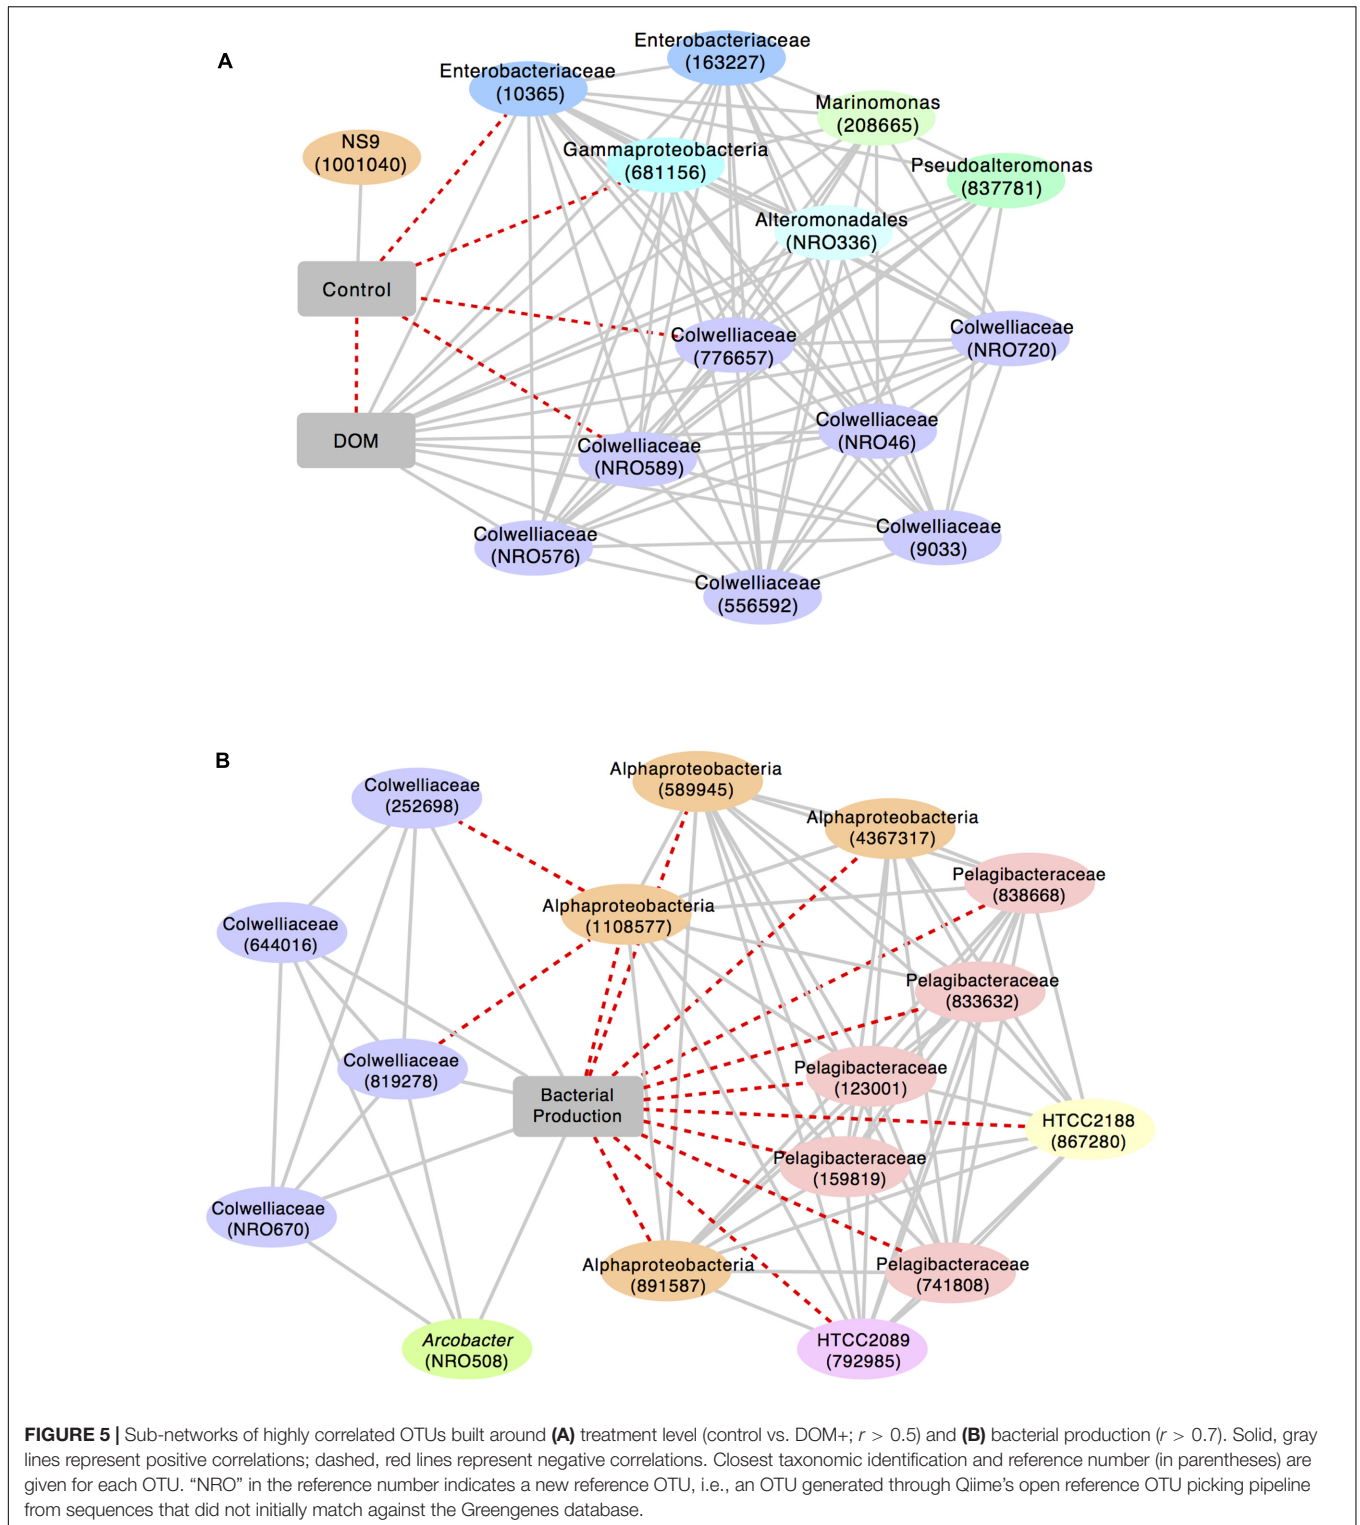 A
Enterobacteriaceae
(163227)
Enterobacteriaceae
(10365)
Marinomonas
(208665)
NS9
(1001040)
Gammaproteobacteria
(681156)
Pseudoalteromonas
(837781)
Alteromonadales
(NRO336)
Control
Colwelliaceae
(776657)
Colwelliaceae
(NRO720)
DOM
Colwelliaceae
(NRO46)
Colwelliaceae
(NRO589)
Colwelliaceae
(NRO576)
Colwelliaceae
(9033)
Colwelliaceae
(556592)
B
Colwelliaceae
(252698)
Alphaproteobacteria
(589945)
Alphaproteobacteria
(4367317)
Pelagibacteraceae
(838668)
Colwelliaceae
(644016)
Alphaproteobacteria
(1108577)
Pelagibacteraceae
(833632)
Colwelliaceae
(819278)
Bacterial
Production
Pelagibacteraceae
(123001)
HTCC2188
(867280)
Pelagibacteraceae
(159819)
Colwelliaceae
(NRO670)
Alphaproteobacteria
(891587)
Pelagibacteraceae
(741808)
Arcobacter
(NRO508)
HTCC2089
(792985)
FIGURE 5 | Sub-networks of highly correlated OTUs built around (A) treatment level (control vs. DOM+; r > 0.5) and (B) bacterial production (r > 0.7). Solid, gray
lines represent positive correlations; dashed, red lines represent negative correlations. Closest taxonomic identification and reference number (in parentheses) are
given for each OTU. “NRO” in the reference number indicates a new reference OTU, i.e., an OTU generated through Qiime’s open reference OTU picking pipeline
from sequences that did not initially match against the Greengenes database.